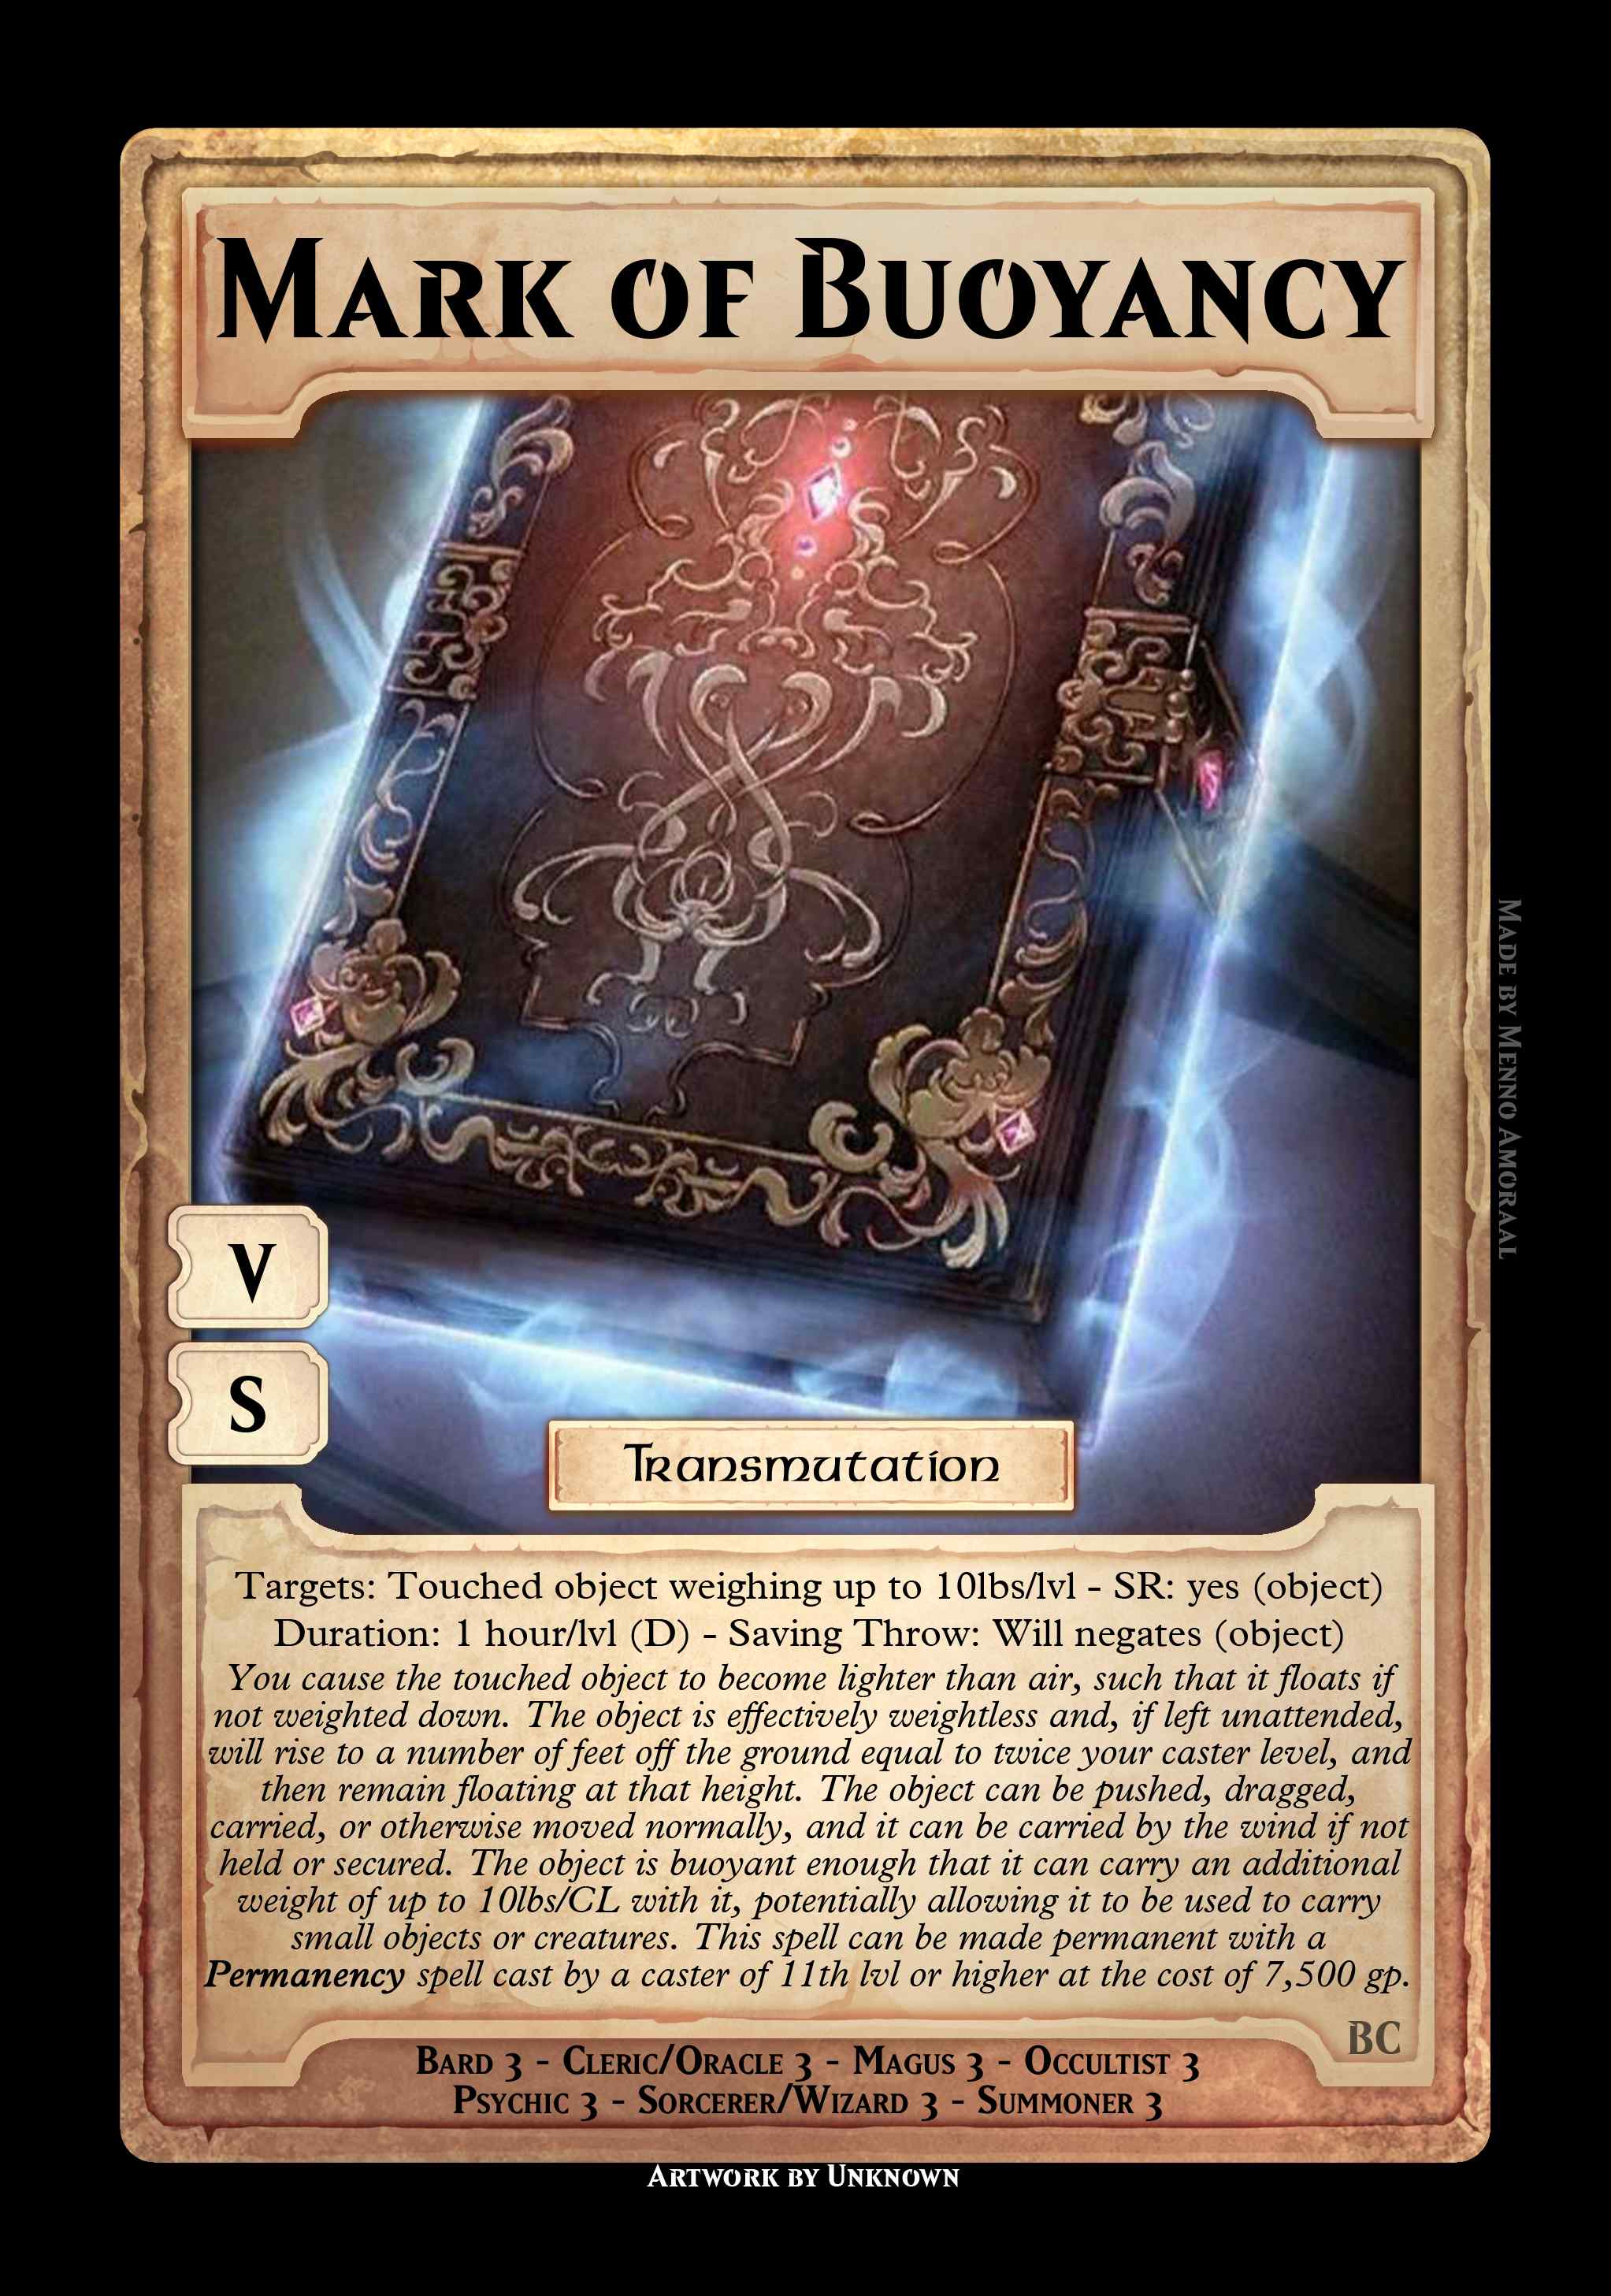 Mark of Buoyancy
V
S
Transmutation
Targets: Touched object weighing up to 10lbs/lvl - SR: yes (object)
Duration: 1 hour/lvl (D) - Saving Throw: Will negates (object)
You cause the touched object to become lighter than air, such that it floats if
not weighted down. The object is effectively weightless and, if left unattended,
will rise to a number of feet off the ground equal to twice your caster level, and
then remain floating at that height. The object can be pushed, dragged,
carried, or otherwise moved normally, and it can be carried by the wind if not
held or secured. The object is buoyant enough that it can carry an additional
weight of up to 10lbs/CL with it, potentially allowing it to be used to carry
small objects or creatures. This spell can be made permanent with a
Permanency spell cast by a caster of 11th lvl or higher at the cost of 7,500 gp.
BC
Bard 3 - Cleric/Oracle 3 - Magus 3 - Occultist 3
Psychic 3 - Sorcerer/Wizard 3 - Summoner 3
Artwork by Unknown
Made by Menno Amoraal